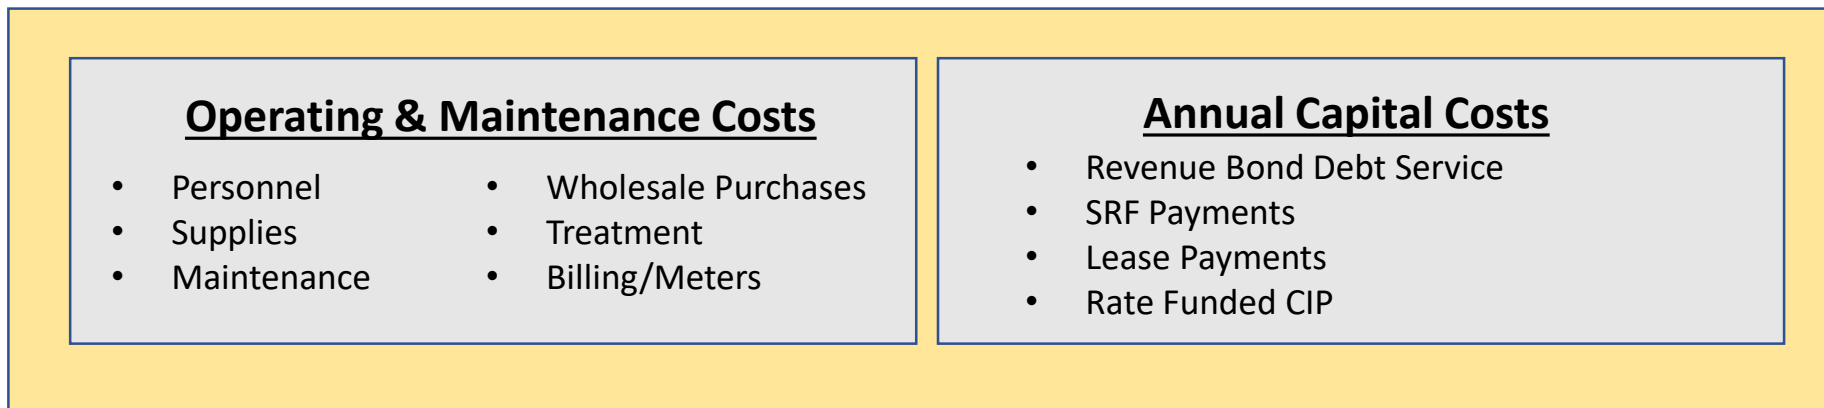 Operating & Maintenance Costs
• Personnel
• Supplies
• Maintenance
• Wholesale Purchases
• Treatment
• Billing/Meters
Annual Capital Costs
• Revenue Bond Debt Service
• SRF Payments
• Lease Payments
• Rate Funded CIP